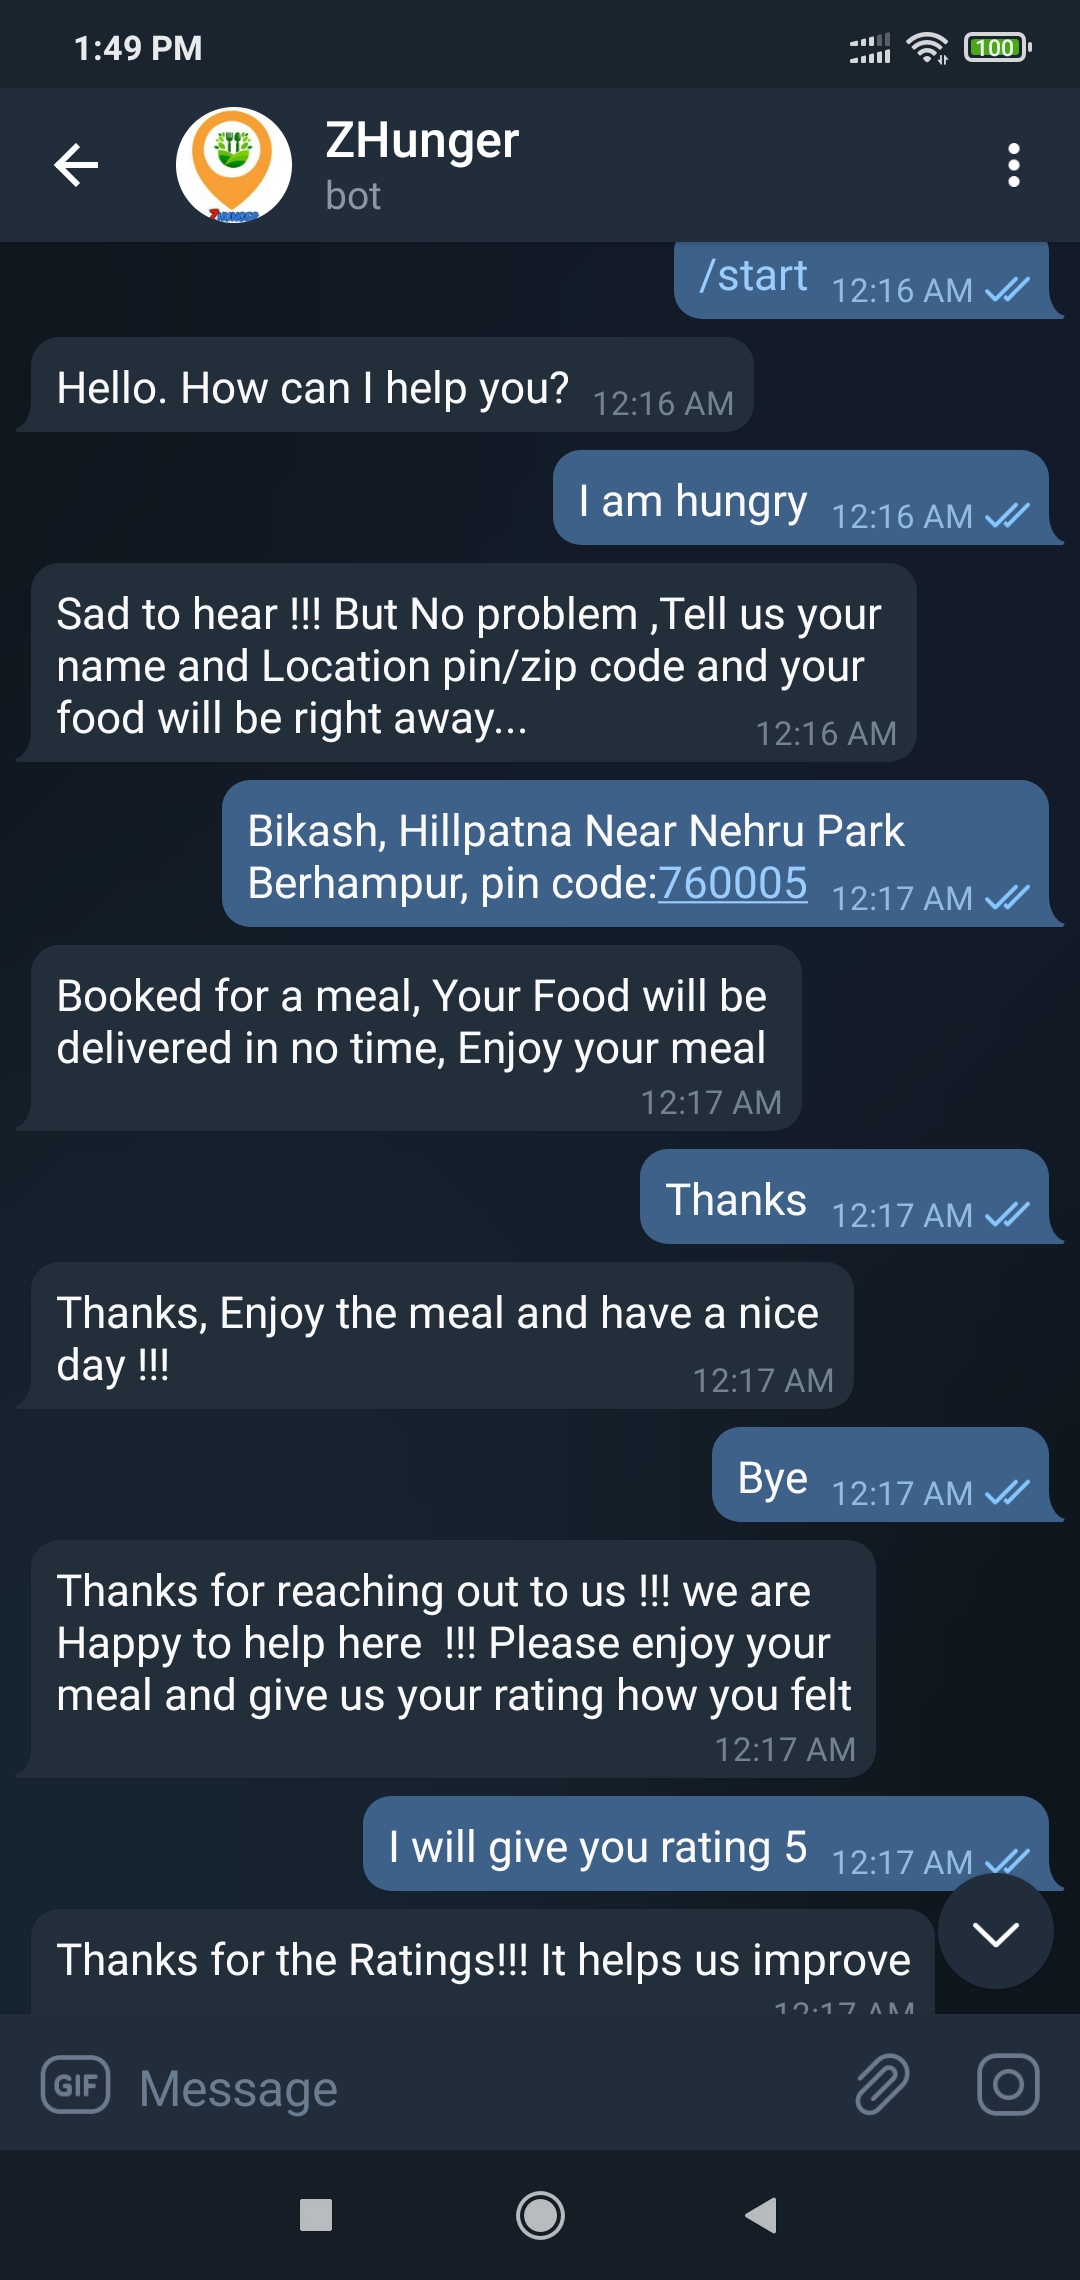 1:49 PM
100
ZHunger
bot
/start 12:16 AM
Hello. How can I help you? 12:16 AM
I am hungry 12:16 AM
Sad to hear !!! But No problem ,Tell us your
name and Location pin/zip code and your
food will be right away...
12:16 AM
Bikash, Hillpatna Near Nehru Park
Berhampur, pin code:760005 12:17 AM
Booked for a meal, Your Food will be
delivered in no time, Enjoy your meal
12:17 AM
Thanks 12:17 AM
Thanks, Enjoy the meal and have a nice
day !!!
12:17 AM
Bye 12:17 AM
Thanks for reaching out to us !!! we are
Happy to help here  !!! Please enjoy your
meal and give us your rating how you felt
12:17 AM
I will give you rating 5 12:17 AM
Thanks for the Ratings!!! It helps us improve
12:17 AM
GIF Message